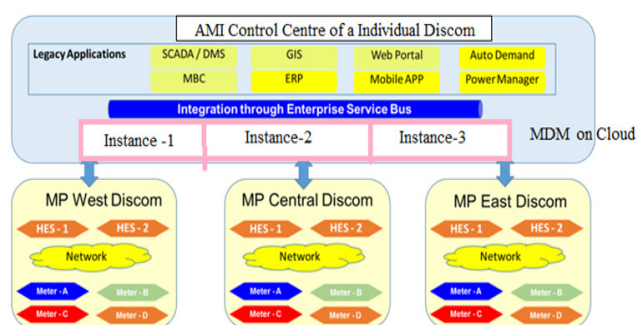 AMI Control Centre of a Individual Discom
Legacy Applications
SCADA / DMS GIS Web Portal Auto Demand
MBC ERP Mobile APP Power Manager
Integration through Enterprise Service Bus
Instance -1 Instance-2 Instance-3 MDM on Cloud
MP West Discom MP Central Discom MP East Discom
HES - 1 HES - 2 HES - 1 HES - 2 HES - 1 HES - 2
Network Network Network
Meter -A Meter - B Meter -A Meter - B Meter -A Meter - B
Meter - C Meter - D Meter - C Meter - D Meter - C Meter - D